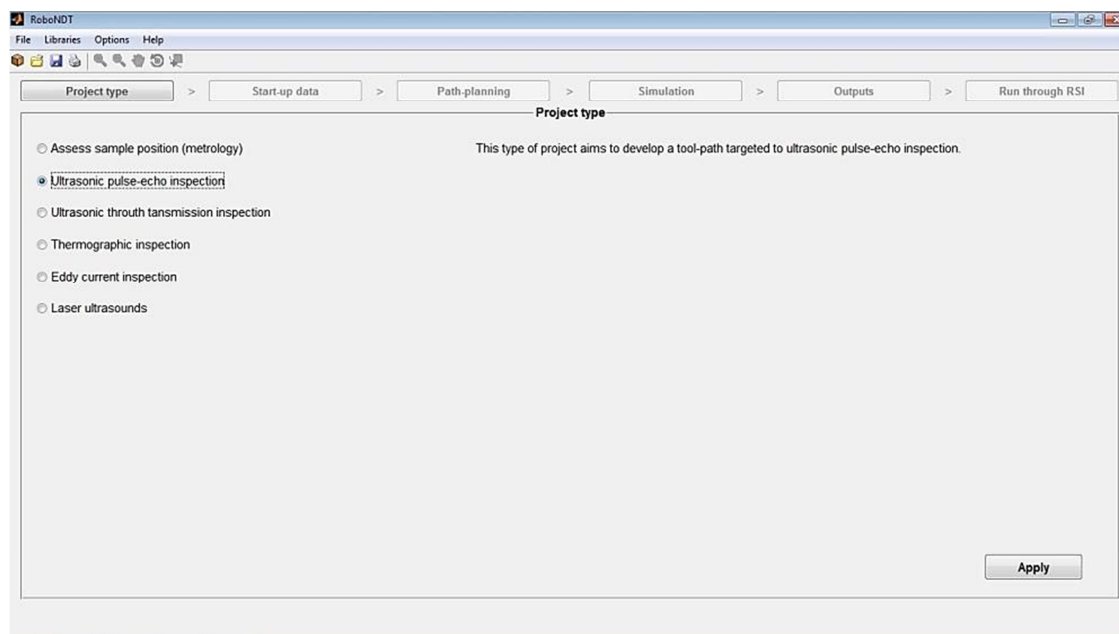 RoboNDT
File Libraries Options Help
Project type > Start-up data > Path-planning > Simulation > Outputs > Run through RSI
Project type
Assess sample position (metrology)
This type of project aims to develop a tool-path targeted to ultrasonic pulse-echo inspection.
Ultrasonic pulse-echo inspection
Ultrasonic throuth tansmission inspection
Thermographic inspection
Eddy current inspection
Laser ultrasounds
Apply